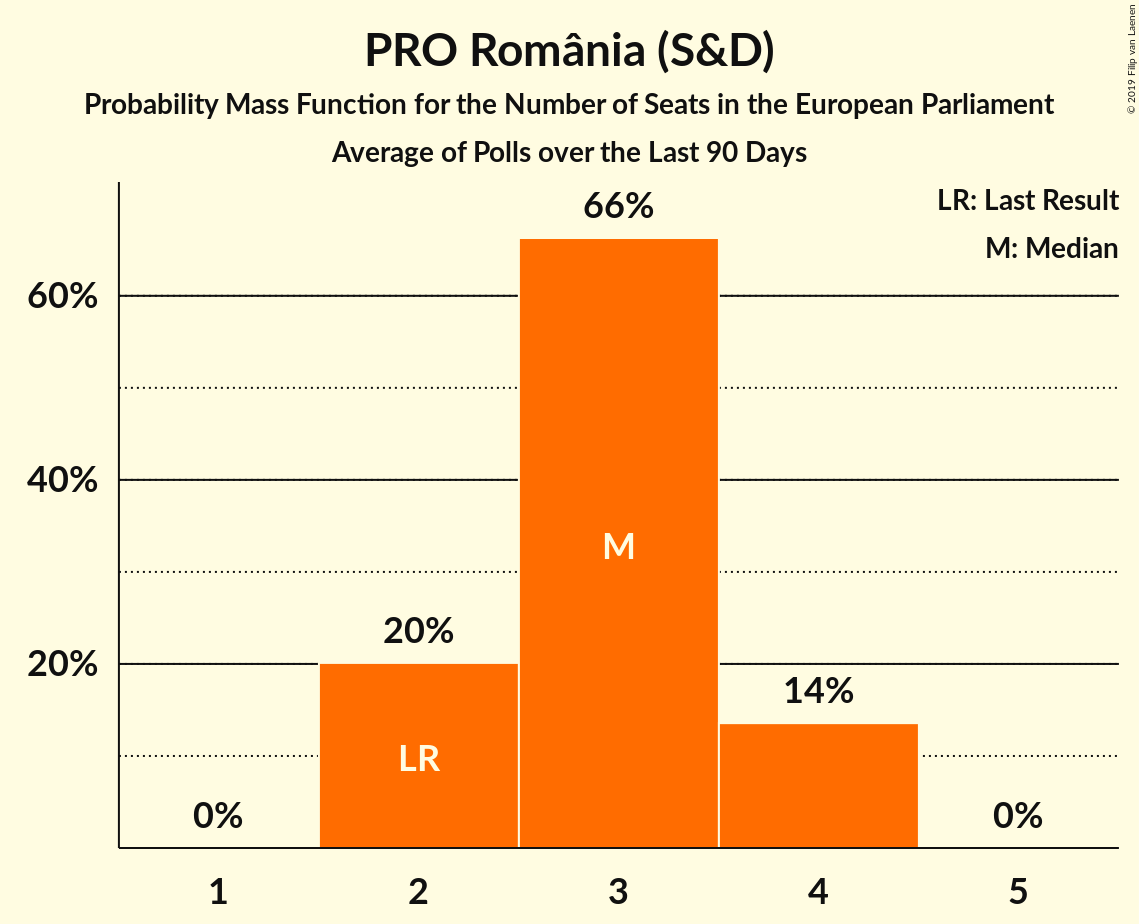 PRO România (S&D)
Probability Mass Function for the Number of Seats in the European Parliament
Average of Polls over the Last 90 Days
© 2019 Filip van Laenen
LR: Last Result
M: Median
66%
60%
40%
20%
20%
14%
0%
0%
M
LR
1 2 3 4 5